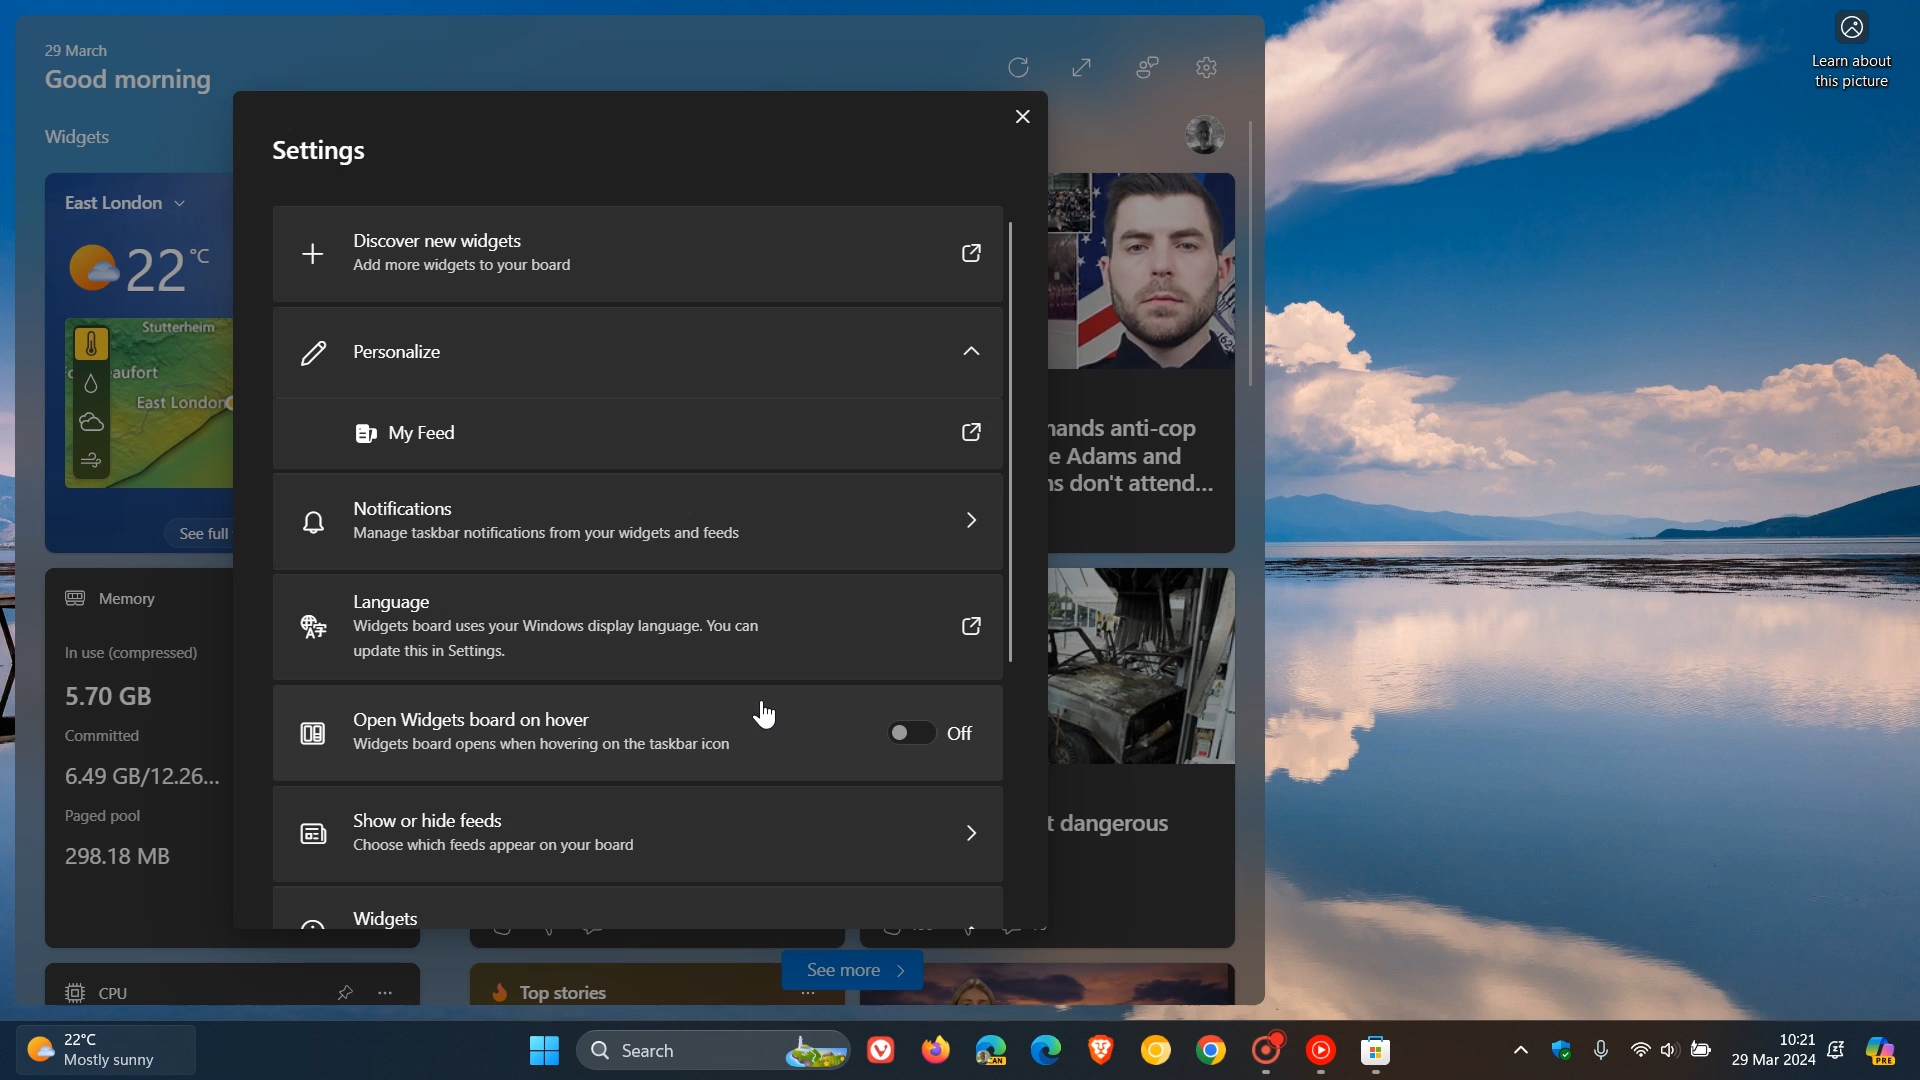 29 March
Good morning
Widgets
Learn about
this picture
Settings
East London
22°C
Stutterheim
aufort
East London
See full
Discover new widgets
Add more widgets to your board
Personalize
My Feed
Notifications
Manage taskbar notifications from your widgets and feeds
Language
Widgets board uses your Windows display language. You can
update this in Settings.
Open Widgets board on hover
Widgets board opens when hovering on the taskbar icon
Off
Show or hide feeds
Choose which feeds appear on your board
Widgets
ands anti-cop
e Adams and
s don't attend...
t dangerous
Memory
In use (compressed)
5.70 GB
Committed
6.49 GB/12.26...
Paged pool
298.18 MB
CPU
Top stories
See more
22°C
Mostly sunny
Search
CAN
10:21
29 Mar 2024
PRE